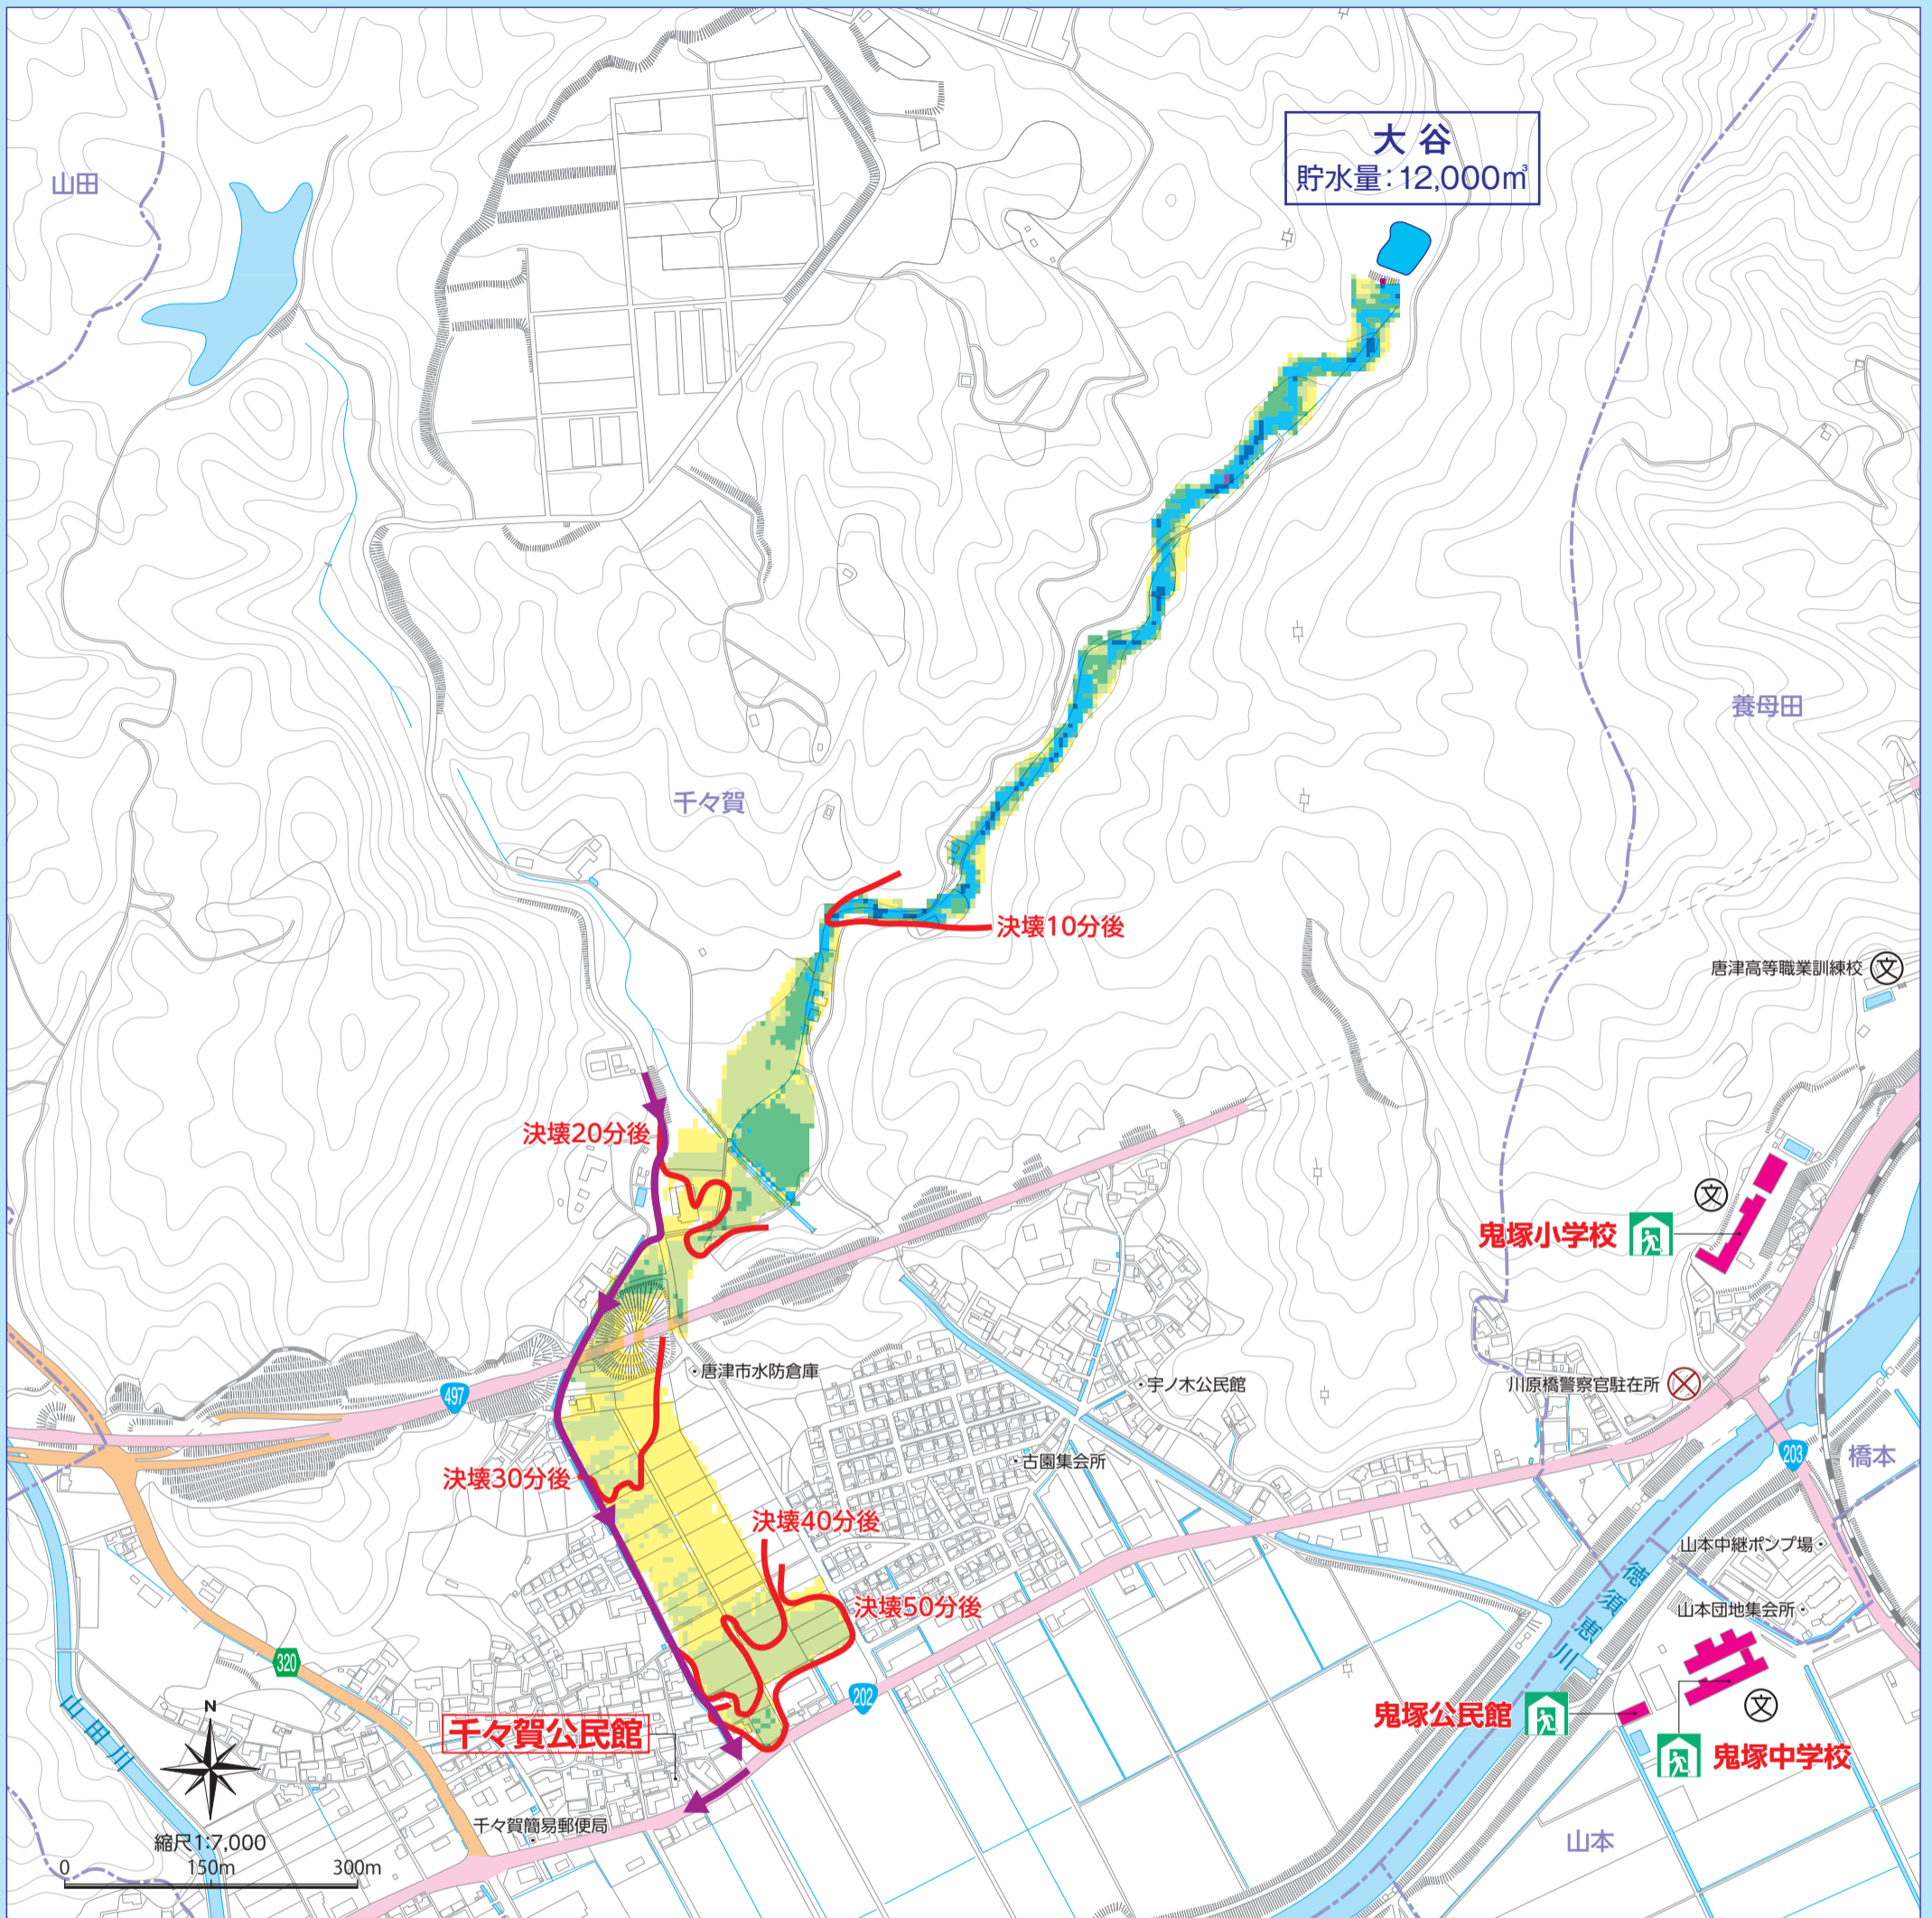 大谷
貯水量:12,000㎥
山田
養母田
千々賀
決壊10分後
唐津高等職業訓練校
文
決壊20分後
文
鬼塚小学校
唐津市水防倉庫
宇ノ木公民館
川原橋警察官駐在所
497
203
橋本
古園集会所
決壊30分後
決壊40分後
山本中継ポンプ場
徳須恵川
決壊50分後
山本団地集会所
320
202
文
山田川
N
千々賀公民館
鬼塚公民館
鬼塚中学校
千々賀簡易郵便局
山本
縮尺1:7,000
0 150m 300m